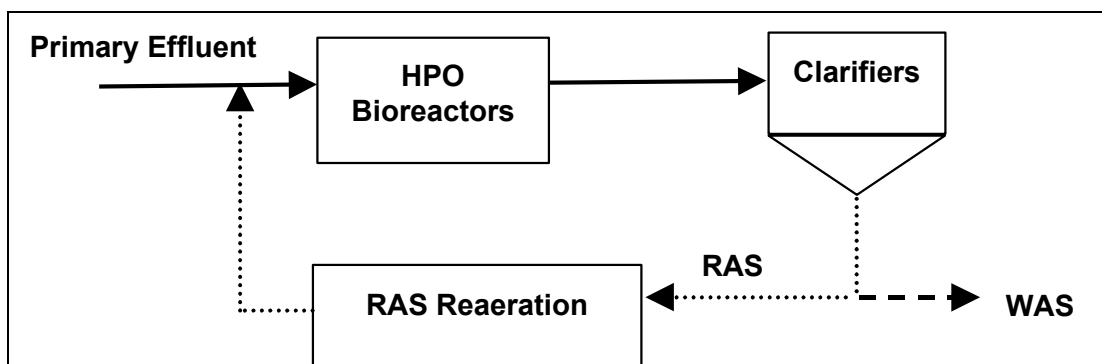 Primary Effluent
HPO
Bioreactors
Clarifiers
RAS
RAS Reaeration
WAS